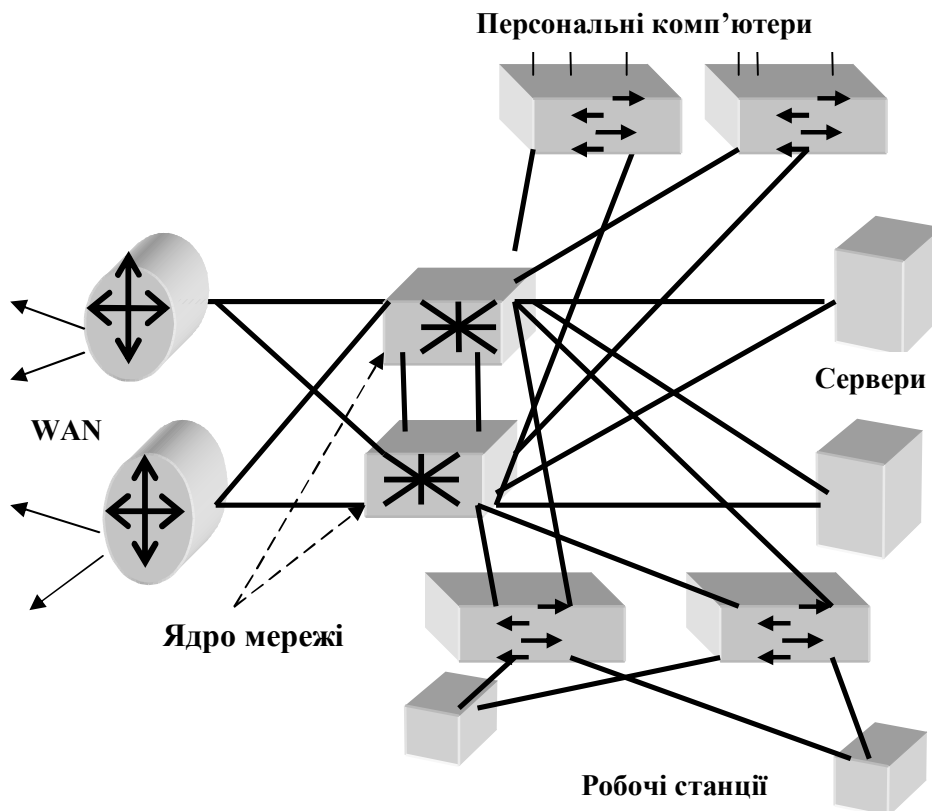 Персональні комп’ютери
Сервери
WAN
Ядро мережі
Робочі станції